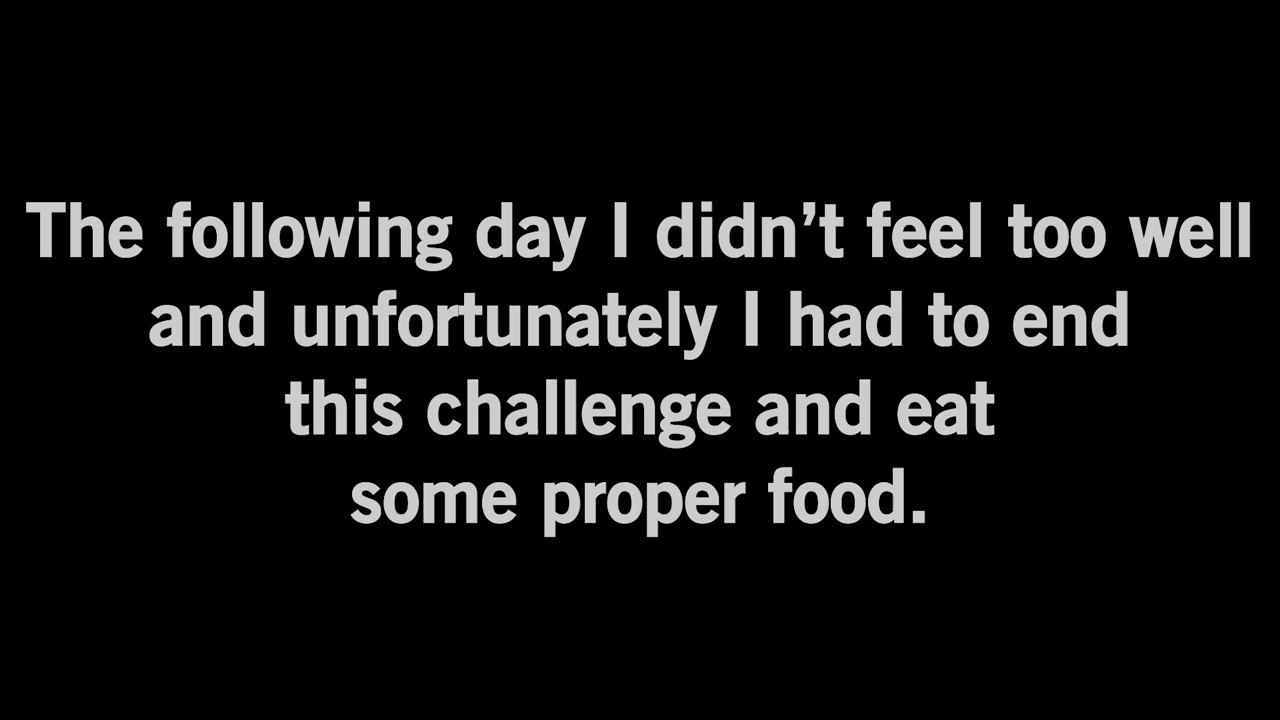 The following day I didn’t feel too well
and unfortunately I had to end
this challenge and eat
some proper food.